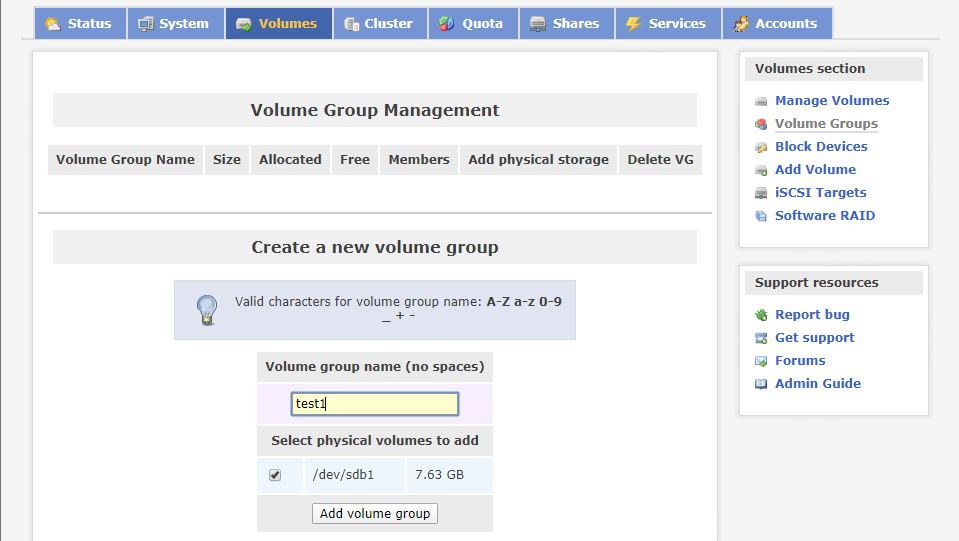 Status System Volumes Cluster Quota Shares Services Accounts
Volume Group Management
Volume Group Name Size Allocated Free Members Add physical storage Delete VG
Create a new volume group
Valid characters for volume group name: A-Z a-z 0-9
_ + -
Volume group name (no spaces)
test1
Select physical volumes to add
/dev/sdb1 7.63 GB
Add volume group
Volumes section
Manage Volumes
Volume Groups
Block Devices
Add Volume
iSCSI Targets
Software RAID
Support resources
Report bug
Get support
Forums
Admin Guide